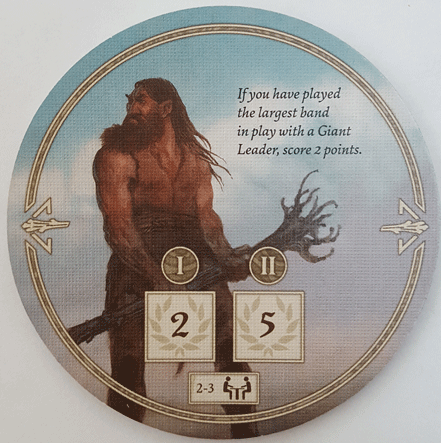 If you have played
the largest band
in play with a Giant
Leader, score 2 points.
I II
2 5
2-3